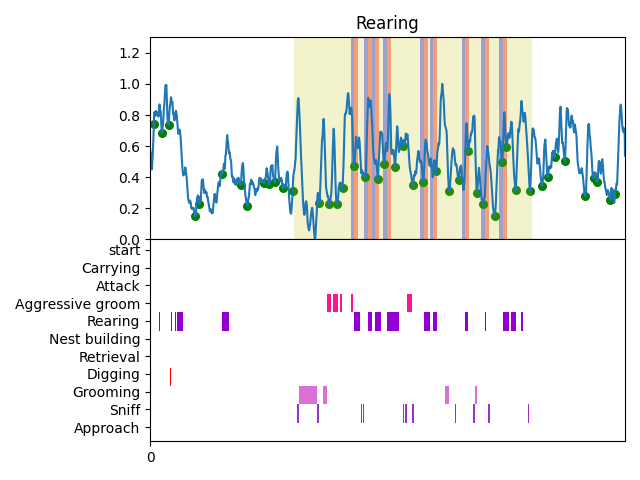 Rearing
1.2
1.0
0.8
0.6
0.4
0.2
0.0
start
Carrying
Attack
Aggressive groom
Rearing
Nest building
Retrieval
Digging
Grooming
Sniff
Approach
0